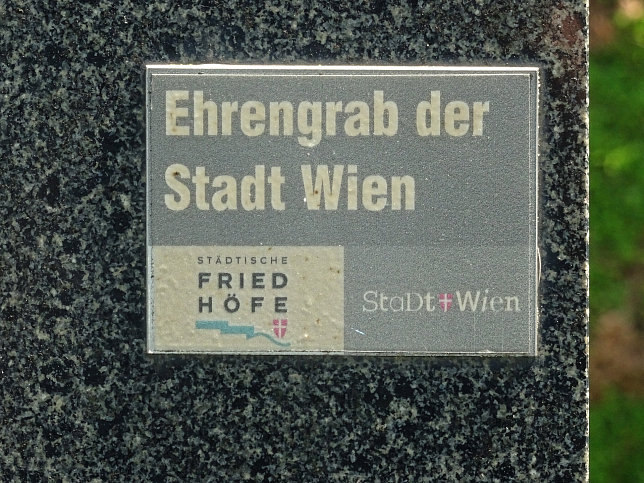 Ehrengrab der
Stadt Wien
STÄDTISCHE
FRIED
HÖFE
StaDt Wien